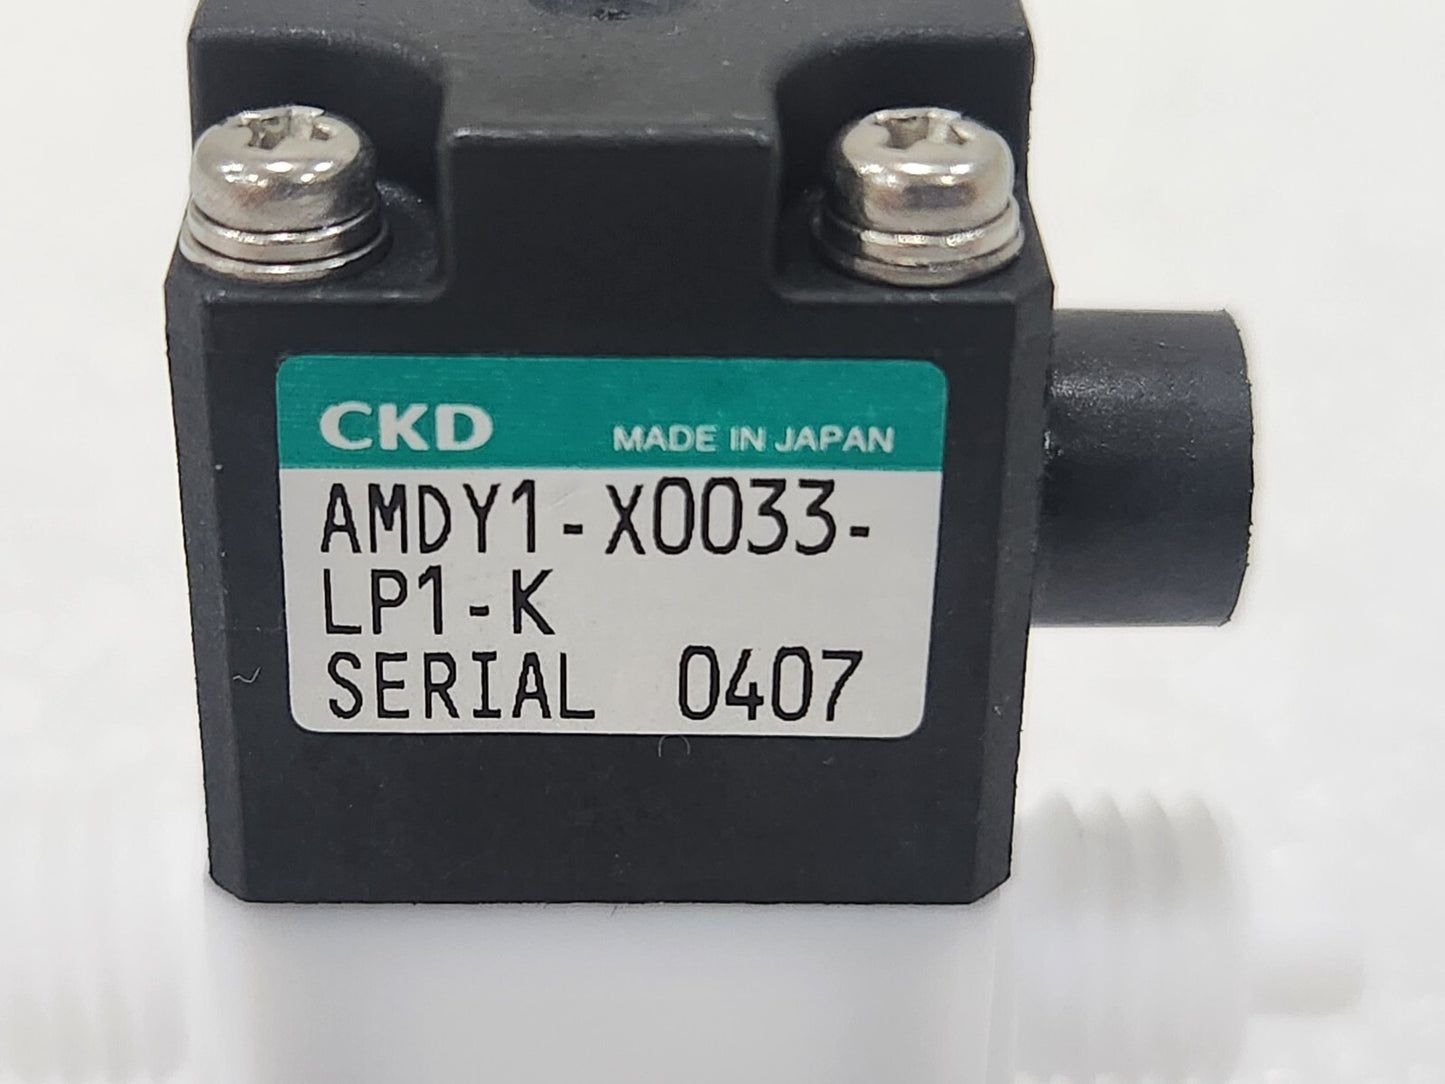 CKD MADE IN JAPAN
AMDY1-X0033-
LP1-K
SERIAL 0407